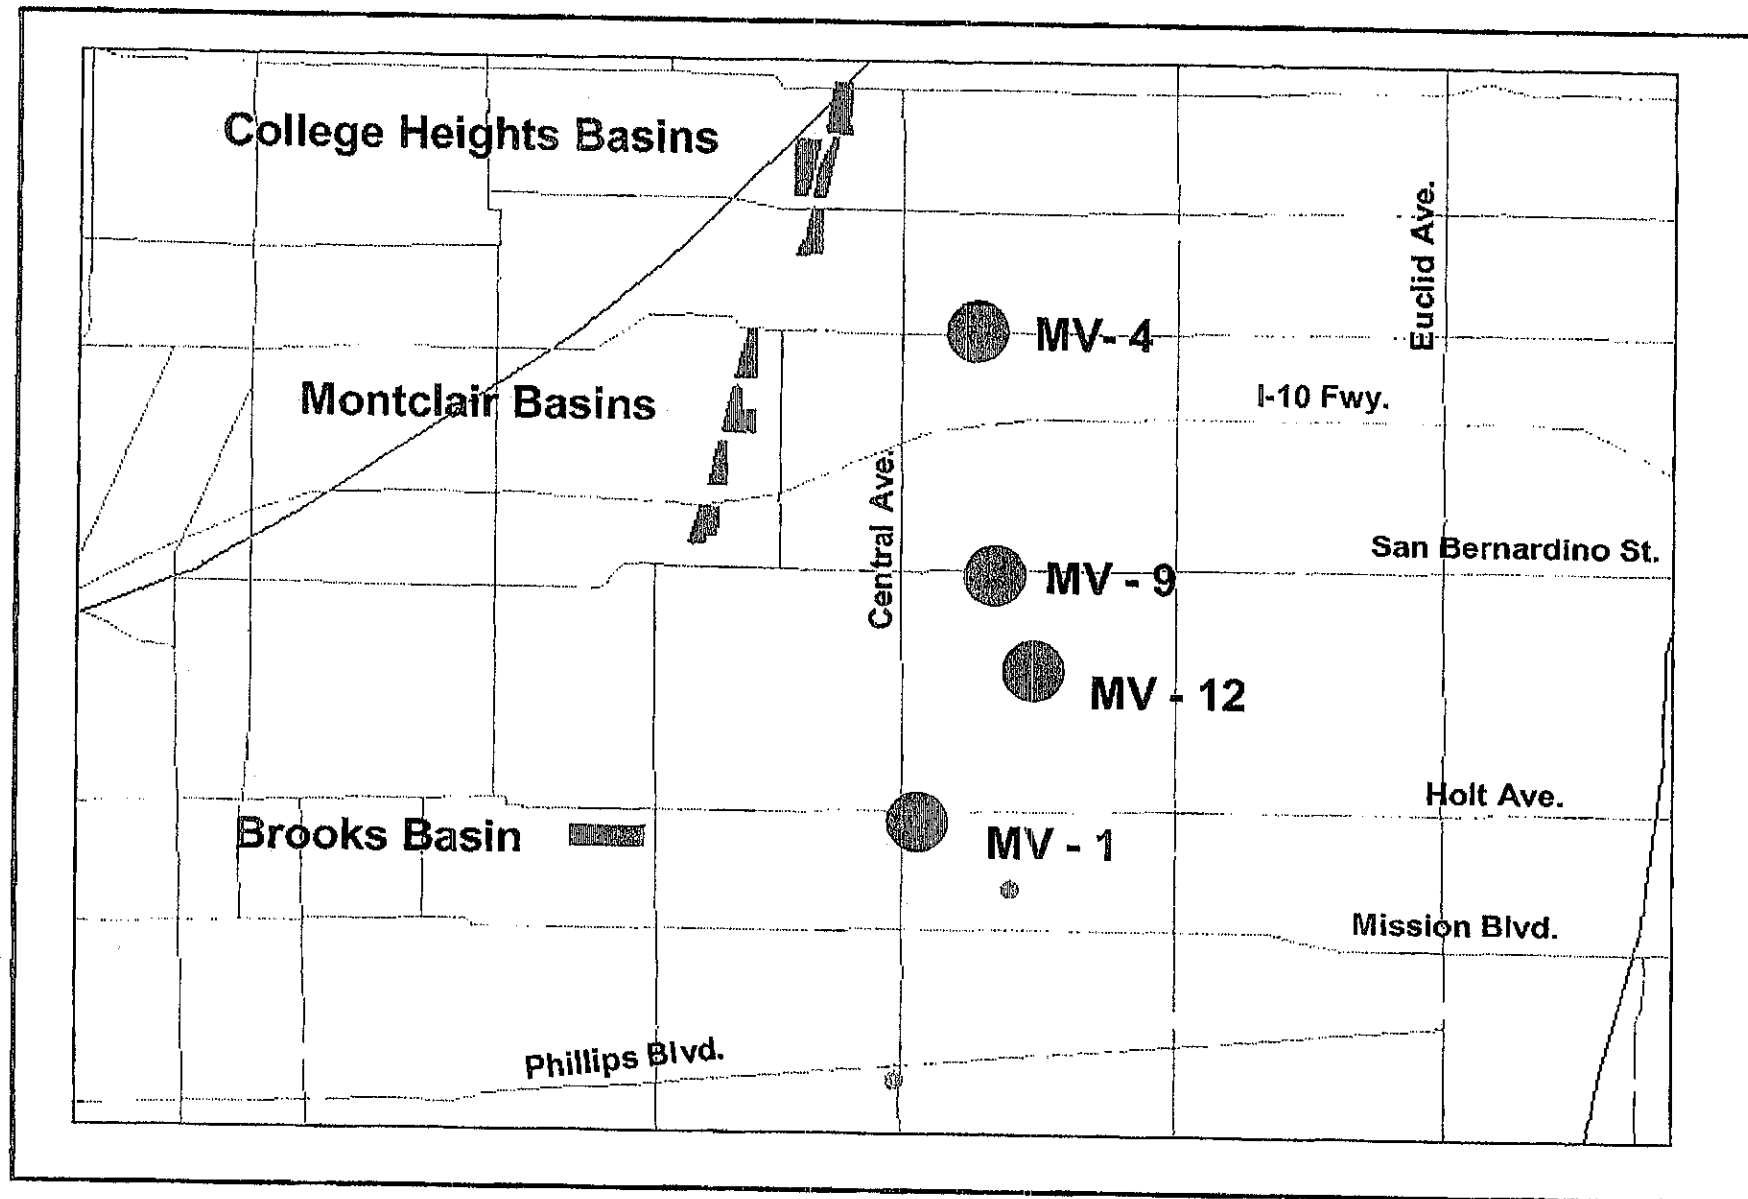 College Heights Basins
Euclid Ave.
MV- 4
Montclair Basins
I-10 Fwy.
Central Ave.
San Bernardino St.
MV - 9
MV - 12
Holt Ave.
Brooks Basin
MV - 1
Mission Blvd.
Phillips Blvd.